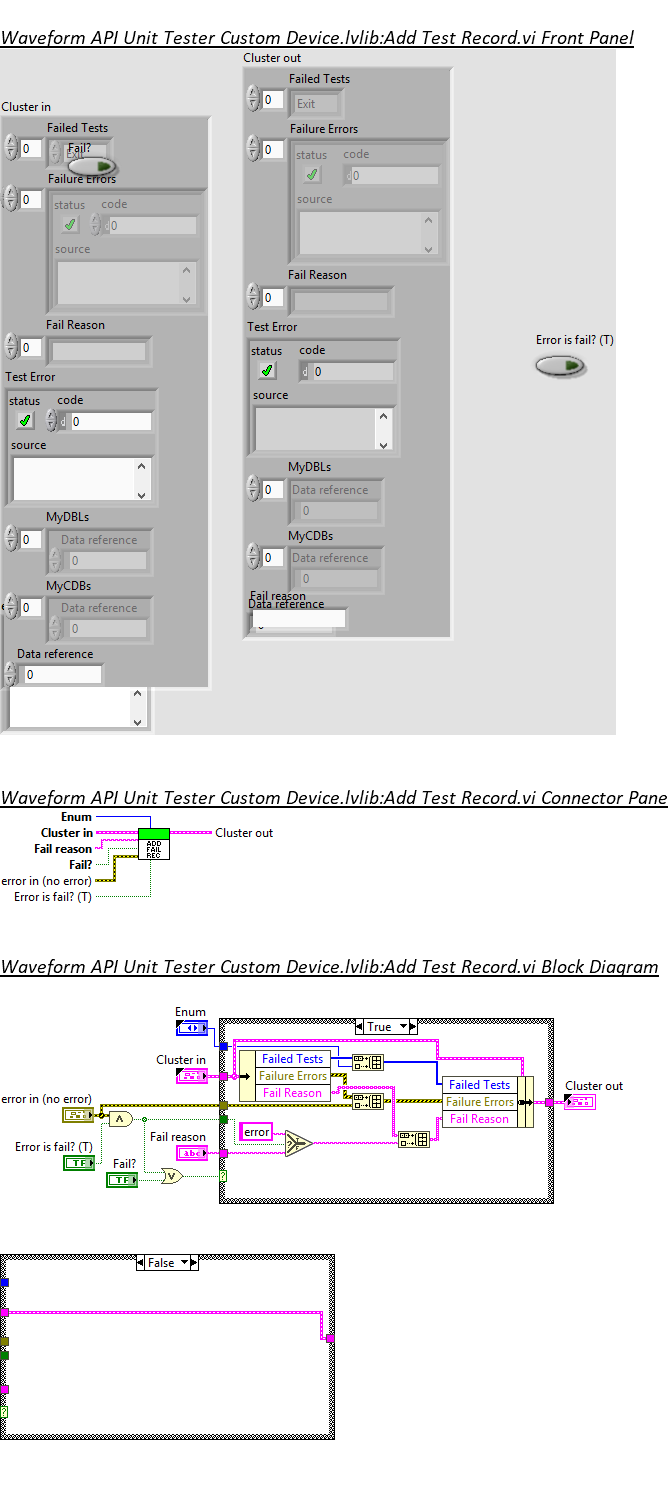 Waveform API Unit Tester Custom Device.lvlib:Add Test Record.vi Front Panel
Cluster in
Failed Tests
0
Fail?
Failure Errors
0
status
code
d
0
source
Fail Reason
0
Test Error
status
code
d
0
source
MyDBLs
0
Data reference
0
MyCDBs
0
Data reference
0
Data reference
0
Cluster out
Failed Tests
0
Exit
Failure Errors
0
status
code
d
0
source
Fail Reason
0
Test Error
status
code
d
0
source
MyDBLs
0
Data reference
0
MyCDBs
0
Data reference
0
Fail reason
Data reference
Error is fail? (T)
Waveform API Unit Tester Custom Device.lvlib:Add Test Record.vi Connector Pane
Enum
Cluster in
Fail reason
Fail?
error in (no error)
Error is fail? (T)
ADD
FAIL
REC
Cluster out
Waveform API Unit Tester Custom Device.lvlib:Add Test Record.vi Block Diagram
Enum
True
Cluster in
Failed Tests
Failure Errors
Fail Reason
Failed Tests
Failure Errors
Fail Reason
Cluster out
error in (no error)
Error is fail? (T)
TF
Fail?
TF
Fail reason
abc
error
T
F
?
False
?